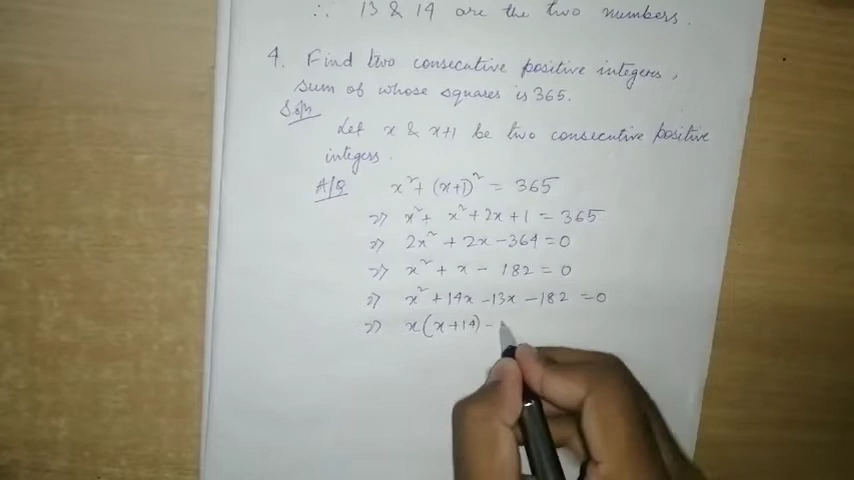 ∴ 13 & 14 are the two numbers.
4. Find two consecutive positive integers,
sum of whose squares is 365.
Solⁿ
Let x & x+1 be two consecutive positive
integers.
A/Q x² + (x+1)² = 365
⇒ x² + x² + 2x + 1 = 365
⇒ 2x² + 2x - 364 = 0
⇒ x² + x - 182 = 0
⇒ x² + 14x - 13x - 182 = 0
⇒ x(x+14) -